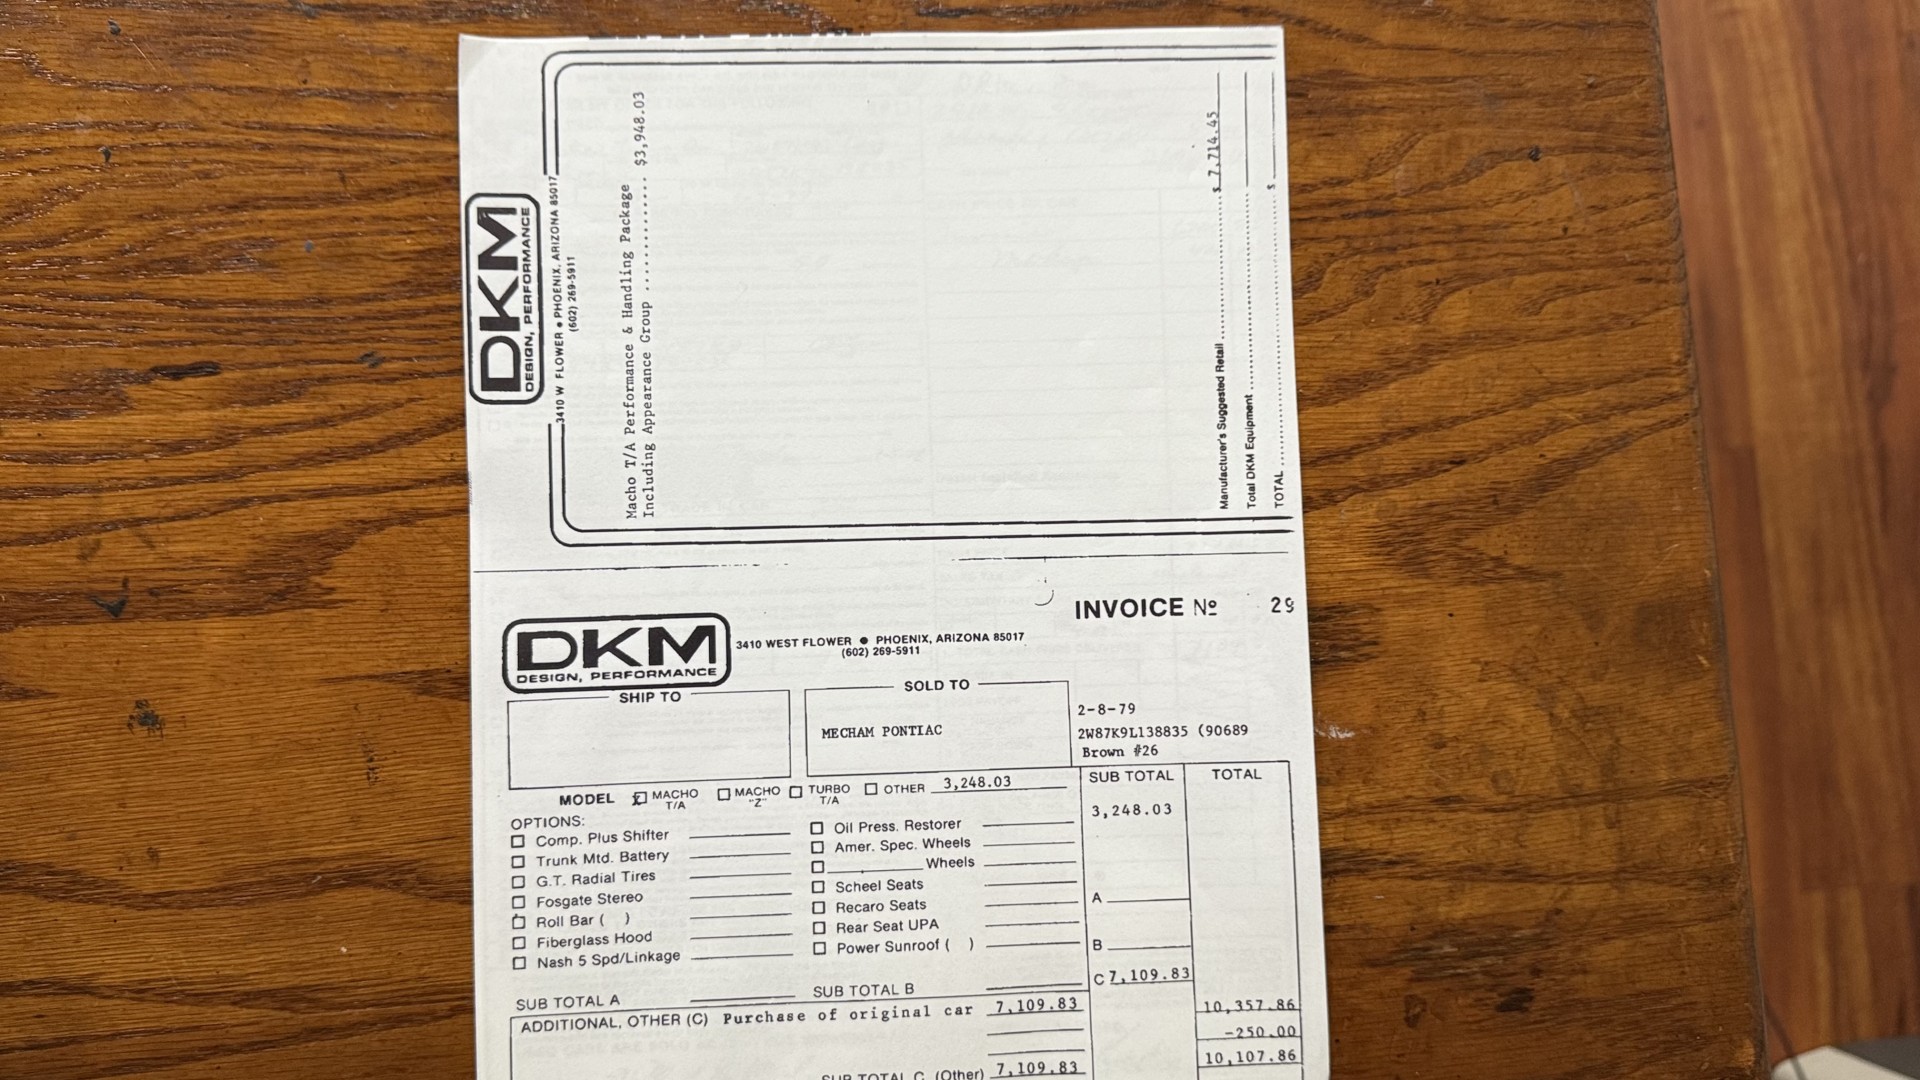 DKM
DESIGN, PERFORMANCE
3410 W FLOWER ● PHOENIX, ARIZONA 85017
(602) 269-5911
Macho T/A Performance & Handling Package
Including Appearance Group ............. $3,948.03
Manufacturer's Suggested Retail ........ $ 7,714.45
Total DKM Equipment ........
TOTAL ........ $
INVOICE Nº 29
DKM
DESIGN, PERFORMANCE
3410 WEST FLOWER ● PHOENIX, ARIZONA 85017
(602) 269-5911
SHIP TO
SOLD TO
MECHAM PONTIAC
2-8-79
2W87K9L138835 (90689
Brown #26
MODEL MACHO T/A MACHO "Z" TURBO T/A OTHER 3,248.03
SUB TOTAL TOTAL
3,248.03
OPTIONS:
Comp. Plus Shifter
Trunk Mtd. Battery
G.T. Radial Tires
Fosgate Stereo
Roll Bar ( )
Fiberglass Hood
Nash 5 Spd/Linkage
Oil Press. Restorer
Amer. Spec. Wheels
Wheels
Scheel Seats
Recaro Seats
Rear Seat UPA
Power Sunroof ( )
A
B
C 7,109.83
SUB TOTAL A SUB TOTAL B
ADDITIONAL, OTHER (C) Purchase of original car 7,109.83
10,357.86
-250.00
10,107.86
SUB TOTAL C (Other) 7,109.83